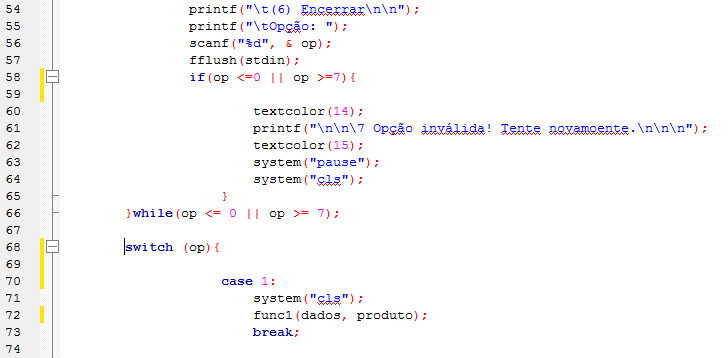 54 printf("\t(6) Encerrar\n\n");
55 printf("\tOpção: ");
56 scanf("%d", & op);
57 fflush(stdin);
58 if(op <=0 || op >=7){
59
60 textcolor(14);
61 printf("\n\n\7 Opção inválida! Tente novamoente.\n\n\n");
62 textcolor(15);
63 system("pause");
64 system("cls");
65 }
66 }while(op <= 0 || op >= 7);
67
68 switch (op){
69
70 case 1:
71 system("cls");
72 func1(dados, produto);
73 break;
74